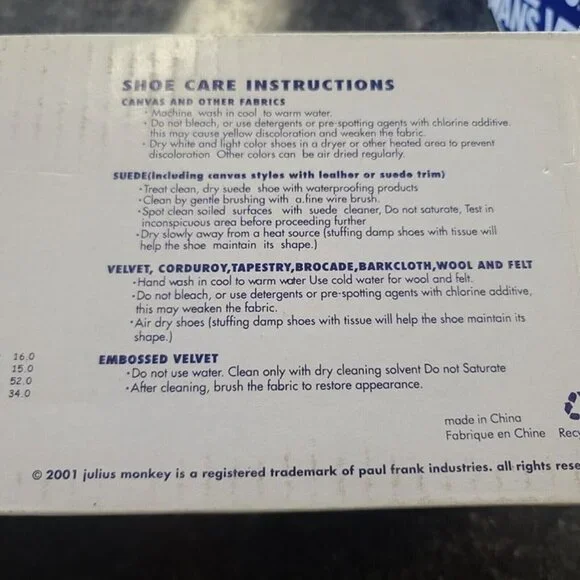 ANS
SHOE CARE INSTRUCTIONS
CANVAS AND OTHER FABRICS
• Machine wash in cool to warm water.
• Do not bleach, or use detergents or pre-spotting agents with chlorine additive.
this may cause yellow discoloration and weaken the fabric.
• Dry white and light color shoes in a dryer or other heated area to prevent
discoloration Other colors can be air dried regularly.
SUEDE(Including canvas styles with leather or suede trim)
•Treat clean, dry suede shoe with waterproofing products
•Clean by gentle brushing with a.fine wire brush.
•Spot clean soiled surfaces with suede cleaner, Do not saturate, Test in
inconspicuous area before proceeding further
•Dry slowly away from a heat source (stuffing damp shoes with tissue will
help the shoe maintain its shape.)
VELVET, CORDUROY,TAPESTRY,BROCADE,BARKCLOTH,WOOL AND FELT
•Hand wash in cool to warm water Use cold water for wool and felt.
•Do not bleach, or use detergents or pre-spotting agents with chlorine additive,
this may weaken the fabric.
•Air dry shoes (stuffing damp shoes with tissue will help the shoe maintain its
shape.)
16.0
15.0
52.0
34.0
EMBOSSED VELVET
•Do not use water. Clean only with dry cleaning solvent Do not Saturate
•After cleaning, brush the fabric to restore appearance.
made in China
Fabrique en Chine Recy
© 2001 julius monkey is a registered trademark of paul frank industries. all rights rese